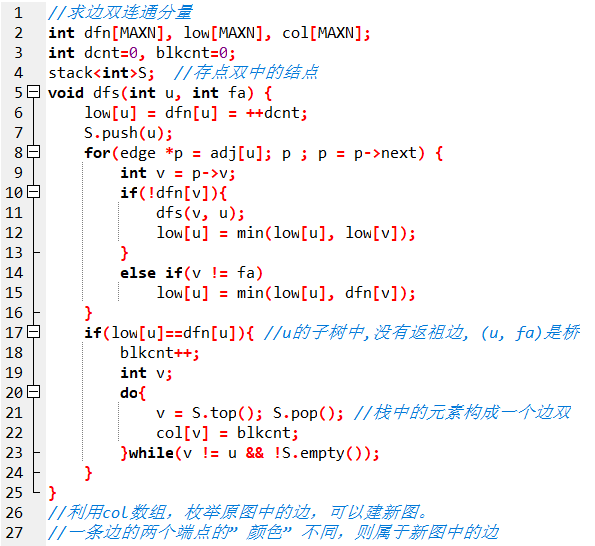 1 //求边双连通分量
2 int dfn[MAXN], low[MAXN], col[MAXN];
3 int dcnt=0, blkcnt=0;
4 stack<int>S;  //存点双中的结点
5 void dfs(int u, int fa) {
6     low[u] = dfn[u] = ++dcnt;
7     S.push(u);
8     for(edge *p = adj[u]; p ; p = p->next) {
9         int v = p->v;
10         if(!dfn[v]){
11             dfs(v, u);
12             low[u] = min(low[u], low[v]);
13         }
14         else if(v != fa)
15             low[u] = min(low[u], dfn[v]);
16     }
17     if(low[u]==dfn[u]){ //u的子树中,没有返祖边, (u, fa)是桥
18         blkcnt++;
19         int v;
20         do{
21             v = S.top(); S.pop(); //栈中的元素构成一个边双
22             col[v] = blkcnt;
23         }while(v != u && !S.empty());
24     }
25 }
26 //利用col数组, 枚举原图中的边, 可以建新图。
27 //一条边的两个端点的”颜色”不同, 则属于新图中的边